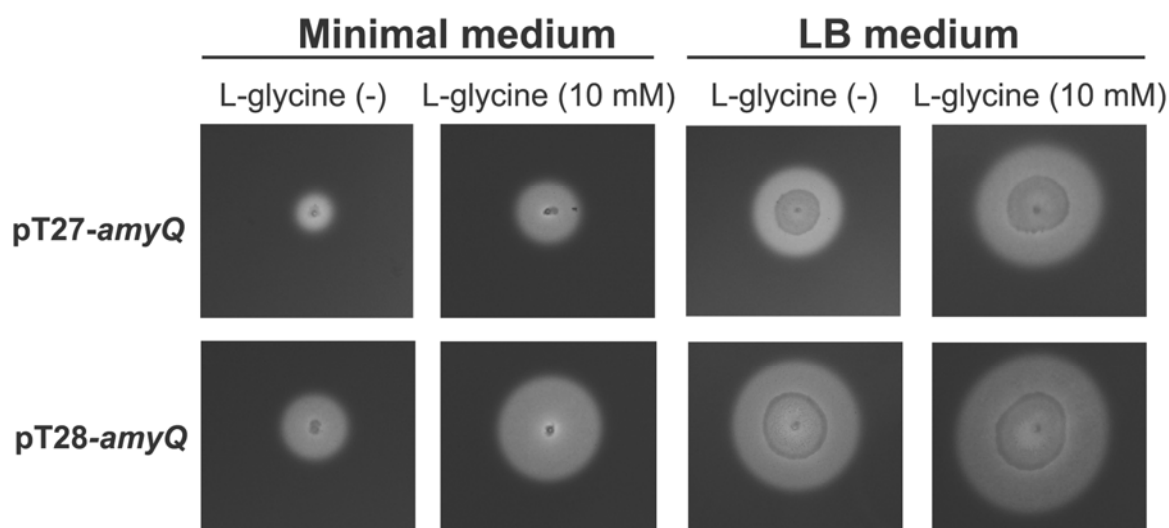 Minimal medium LB medium
L-glycine (-) L-glycine (10 mM) L-glycine (-) L-glycine (10 mM)
pT27-amyQ
pT28-amyQ